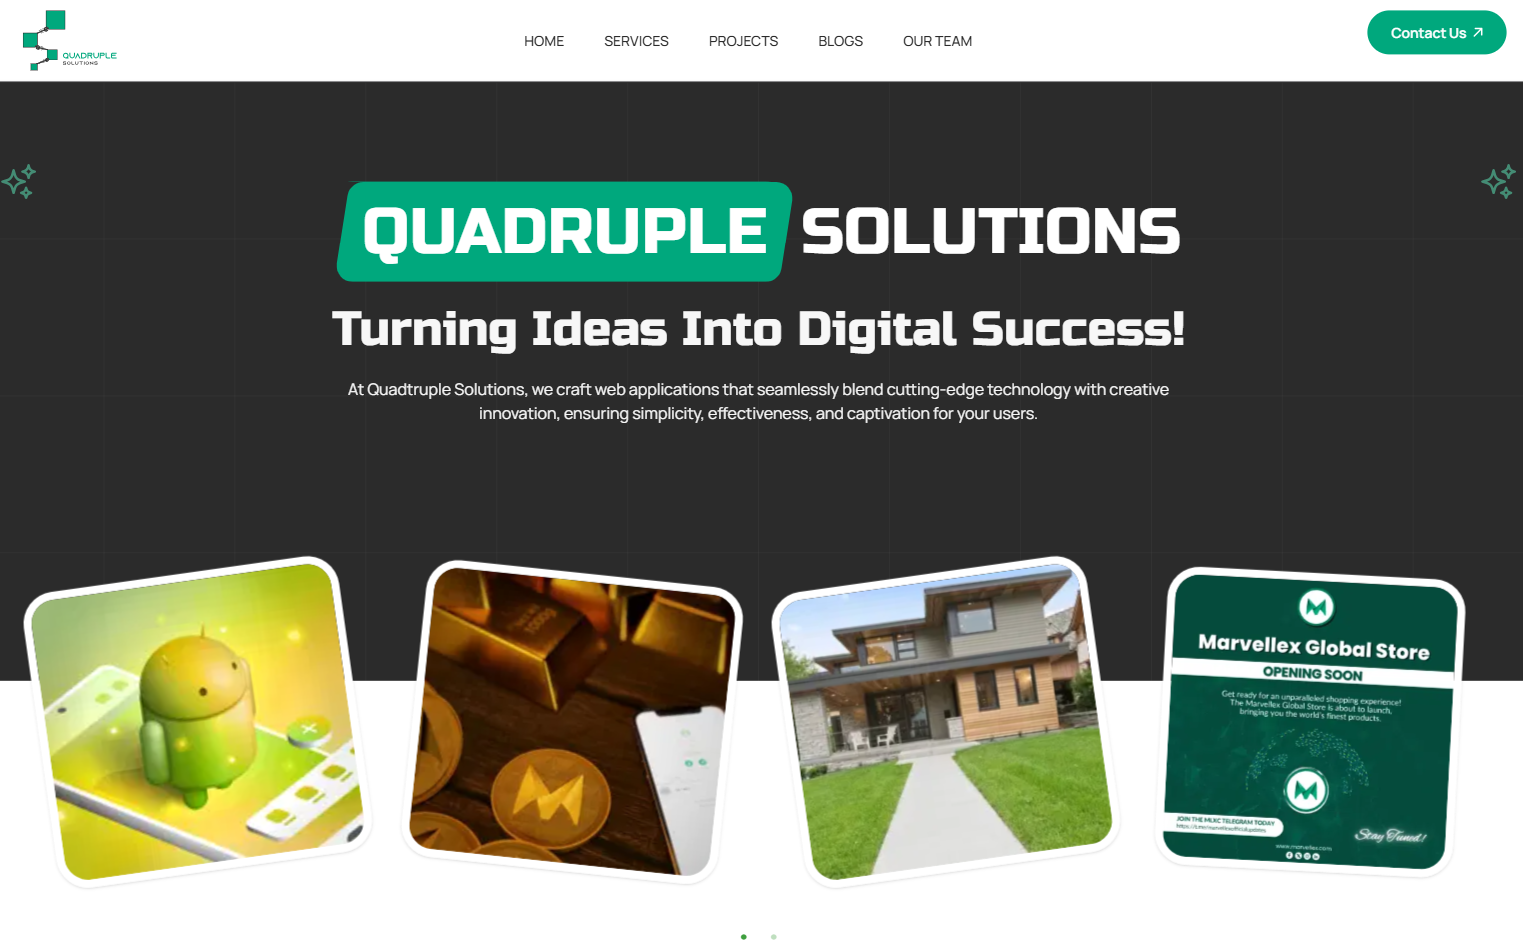 QUADRUPLE
SOLUTIONS
HOME SERVICES PROJECTS BLOGS OUR TEAM
Contact Us
QUADRUPLE SOLUTIONS
Turning Ideas Into Digital Success!
At Quadtruple Solutions, we craft web applications that seamlessly blend cutting-edge technology with creative
innovation, ensuring simplicity, effectiveness, and captivation for your users.
1000g
Marvellex Global Store
OPENING SOON
Get ready for an unparalleled shopping experience!
The Marvellex Global Store is about to launch,
bringing you the world's finest products.
JOIN THE MLXC TELEGRAM TODAY
Stay Tuned!
www.marvellex.com